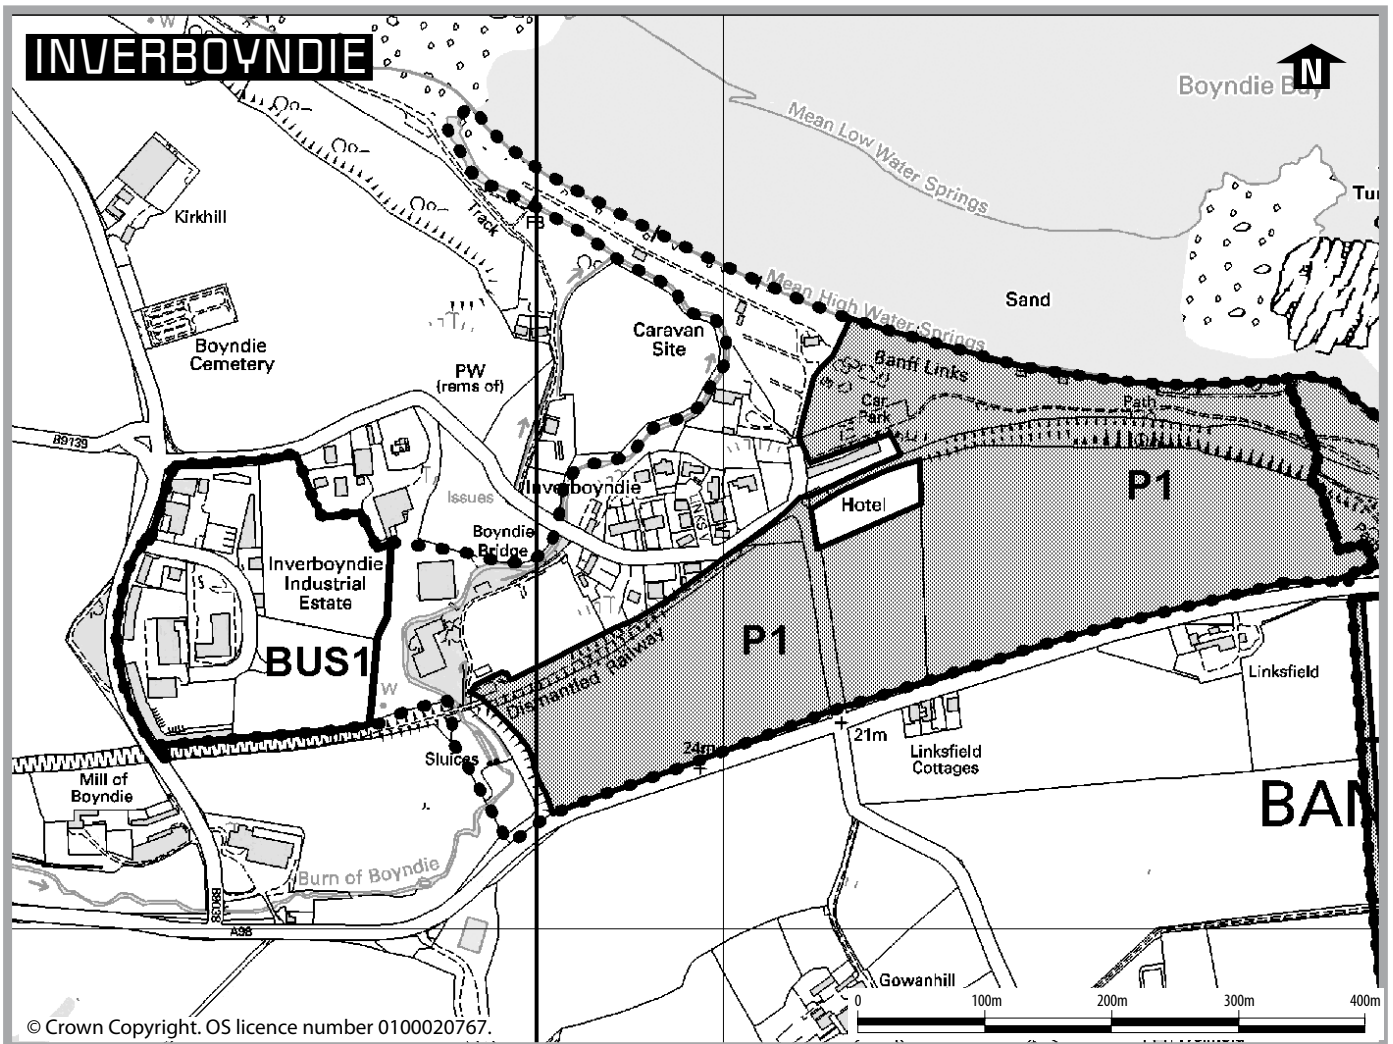 W
INVERBOYNDIE
N
Boyndie Bay
Mean Low Water Springs
Kirkhill
Track
FB
Mean High Water Springs
Sand
Boyndie
Cemetery
Caravan
Site
PW
(rems of)
Banff Links
Car
Park
Path
B9139
Inverboyndie
Issues
LINKS V
Hotel
P1
Boyndie
Bridge
Inverboyndie
Industrial
Estate
BUS1
P1
W
Dismantled Railway
Linksfield
21m
24m
Linksfield
Cottages
Sluices
Mill of
Boyndie
BAN
Burn of Boyndie
B9038
A98
Gowanhill
0 100m 200m 300m 400m
© Crown Copyright. OS licence number 0100020767.